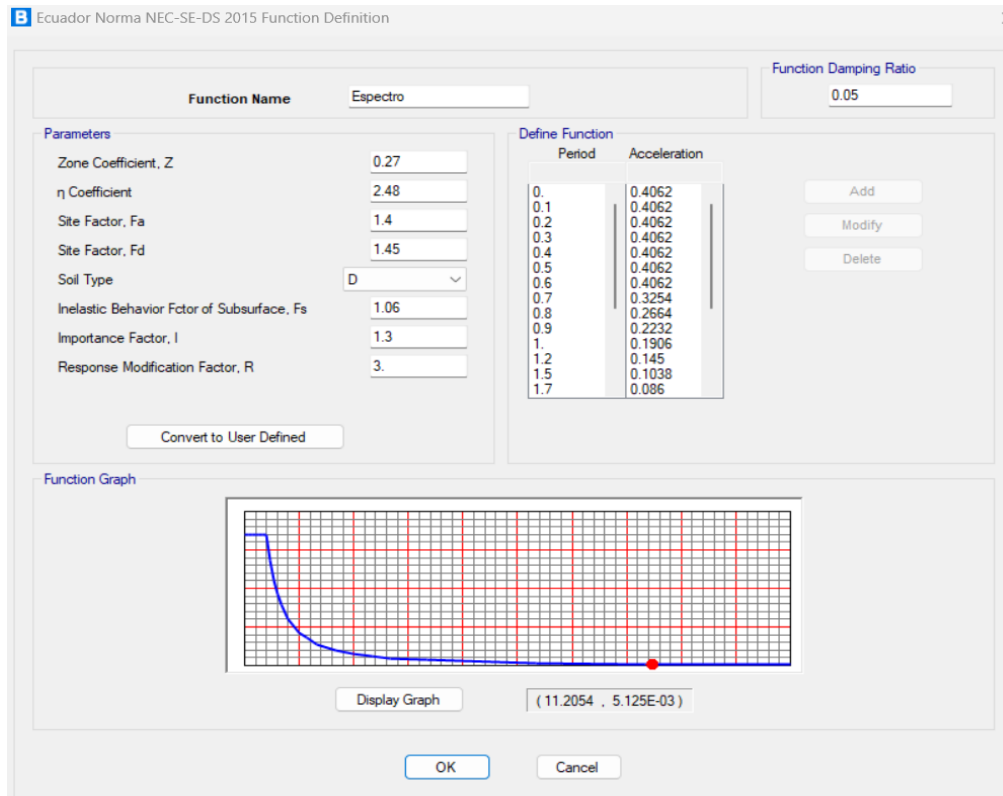 B Ecuador Norma NEC-SE-DS 2015 Function Definition
Function Name Espectro
Function Damping Ratio
0.05
Parameters
Zone Coefficient, Z 0.27
η Coefficient 2.48
Site Factor, Fa 1.4
Site Factor, Fd 1.45
Soil Type D
Inelastic Behavior Fctor of Subsurface, Fs 1.06
Importance Factor, I 1.3
Response Modification Factor, R 3.
Convert to User Defined
Define Function
Period Acceleration
0. 0.4062
0.1 0.4062
0.2 0.4062
0.3 0.4062
0.4 0.4062
0.5 0.4062
0.6 0.4062
0.7 0.3254
0.8 0.2664
0.9 0.2232
1. 0.1906
1.2 0.145
1.5 0.1038
1.7 0.086
Add
Modify
Delete
Function Graph
Display Graph
( 11.2054 , 5.125E-03 )
OK
Cancel